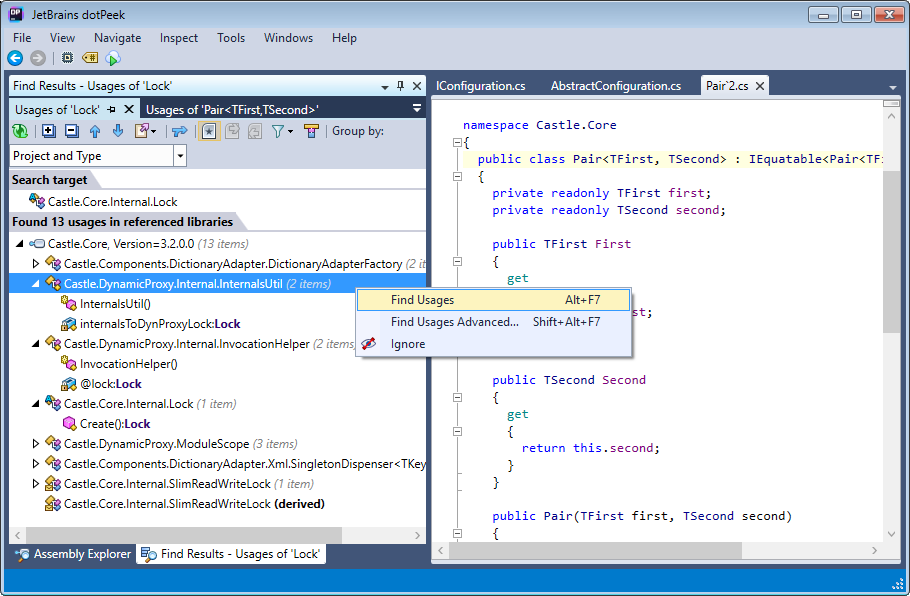 JetBrains dotPeek
File View Navigate Inspect Tools Windows Help
Find Results - Usages of 'Lock'
Usages of 'Lock' Usages of 'Pair<TFirst,TSecond>'
Group by:
Project and Type
Search target
Castle.Core.Internal.Lock
Found 13 usages in referenced libraries
Castle.Core, Version=3.2.0.0 (13 items)
Castle.Components.DictionaryAdapter.DictionaryAdapterFactory (2 it
Castle.DynamicProxy.Internal.InternalsUtil (2 items)
InternalsUtil()
internalsToDynProxyLock:Lock
Castle.DynamicProxy.Internal.InvocationHelper (2 items)
InvocationHelper()
@lock:Lock
Castle.Core.Internal.Lock (1 item)
Create():Lock
Castle.DynamicProxy.ModuleScope (3 items)
Castle.Components.DictionaryAdapter.Xml.SingletonDispenser<TKey
Castle.Core.Internal.SlimReadWriteLock (1 item)
Castle.Core.Internal.SlimReadWriteLock (derived)
Assembly Explorer Find Results - Usages of 'Lock'
Find Usages Alt+F7
Find Usages Advanced... Shift+Alt+F7
Ignore
IConfiguration.cs AbstractConfiguration.cs Pair`2.cs
namespace Castle.Core
{
public class Pair<TFirst, TSecond> : IEquatable<Pair<TFi
{
private readonly TFirst first;
private readonly TSecond second;
public TFirst First
{
get
st;
public TSecond Second
{
get
{
return this.second;
}
}
public Pair(TFirst first, TSecond second)
{